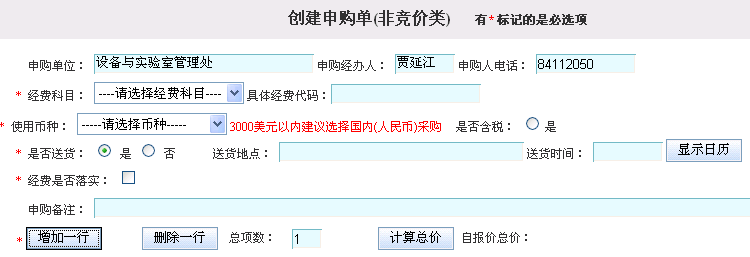 创建申购单(非竞价类) 有*标记的是必选项
申购单位： 设备与实验室管理处 申购经办人： 贾延江 申购人电话： 84112050
* 经费科目： ----请选择经费科目---- 具体经费代码：
* 使用币种： -----请选择币种----- 3000美元以内建议选择国内(人民币)采购 是否含税： 是
* 是否送货： 是 否 送货地点： 送货时间： 显示日历
* 经费是否落实：
申购备注：
* 增加一行 删除一行 总项数： 1 计算总价 自报价总价：